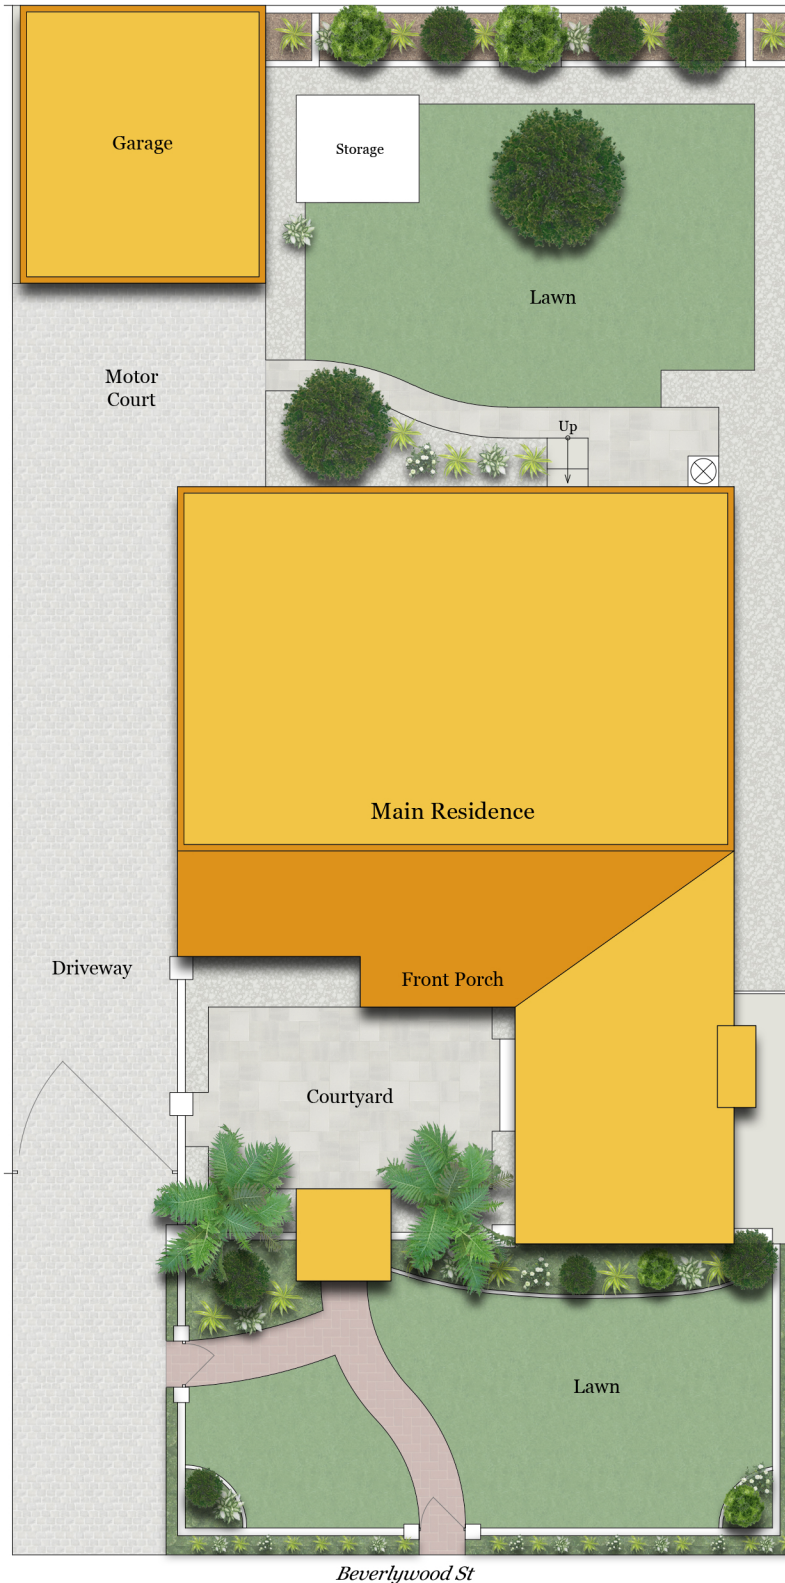 Garage
Storage
Lawn
Motor
Court
Up
Main Residence
Driveway
Front Porch
Courtyard
Lawn
Beverlywood St